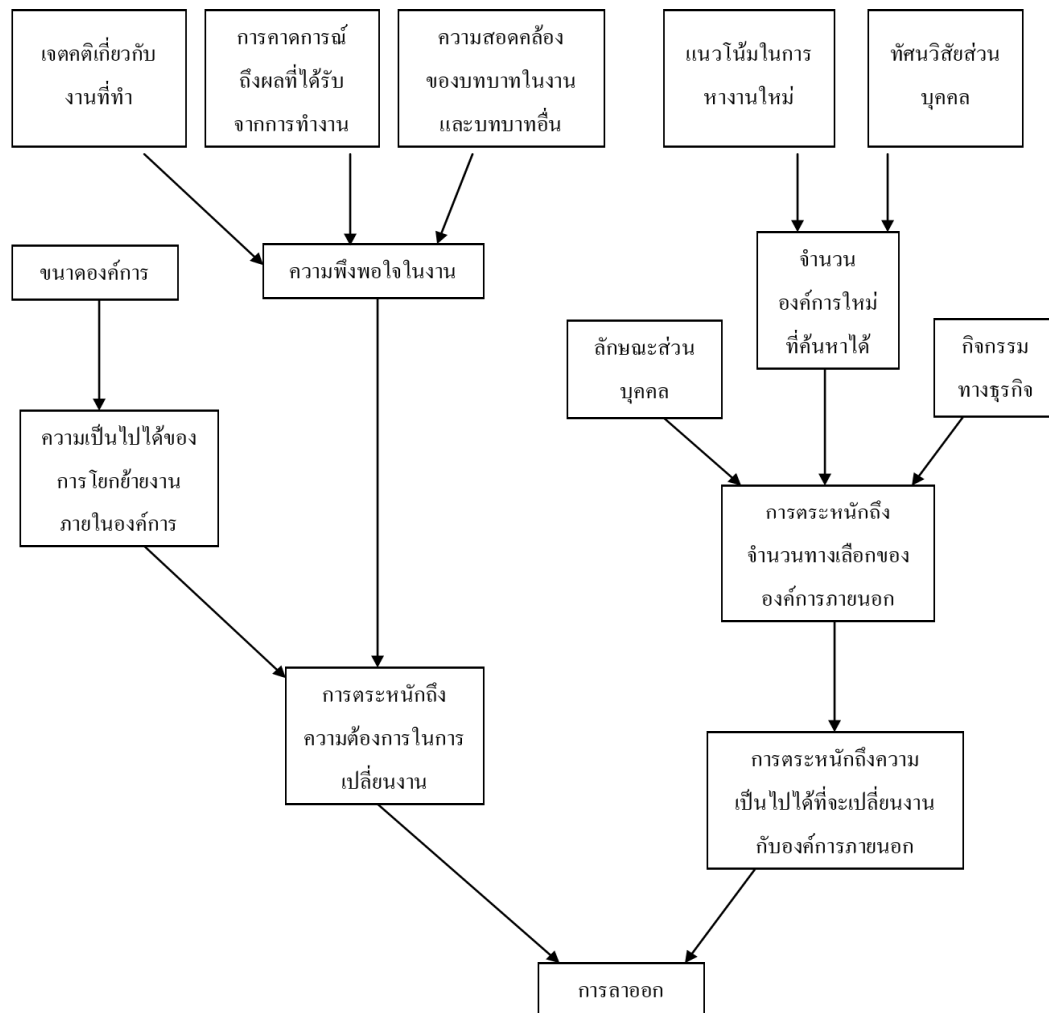 เจตคติเกี่ยวกับ
งานที่ทำ
การคาดการณ์
ถึงผลที่ได้รับ
จากการทำงาน
ความสอดคล้อง
ของบทบาทในงาน
และบทบาทอื่น
แนวโน้มในการ
หางานใหม่
ทัศนวิสัยส่วน
บุคคล
ขนาดองค์การ
ความพึงพอใจในงาน
จำนวน
องค์การใหม่
ที่ค้นหาได้
ลักษณะส่วน
บุคคล
กิจกรรม
ทางธุรกิจ
ความเป็นไปได้ของ
การโยกย้ายงาน
ภายในองค์การ
การตระหนักถึง
จำนวนทางเลือกของ
องค์การภายนอก
การตระหนักถึง
ความต้องการในการ
เปลี่ยนงาน
การตระหนักถึงความ
เป็นไปได้ที่จะเปลี่ยนงาน
กับองค์การภายนอก
การลาออก